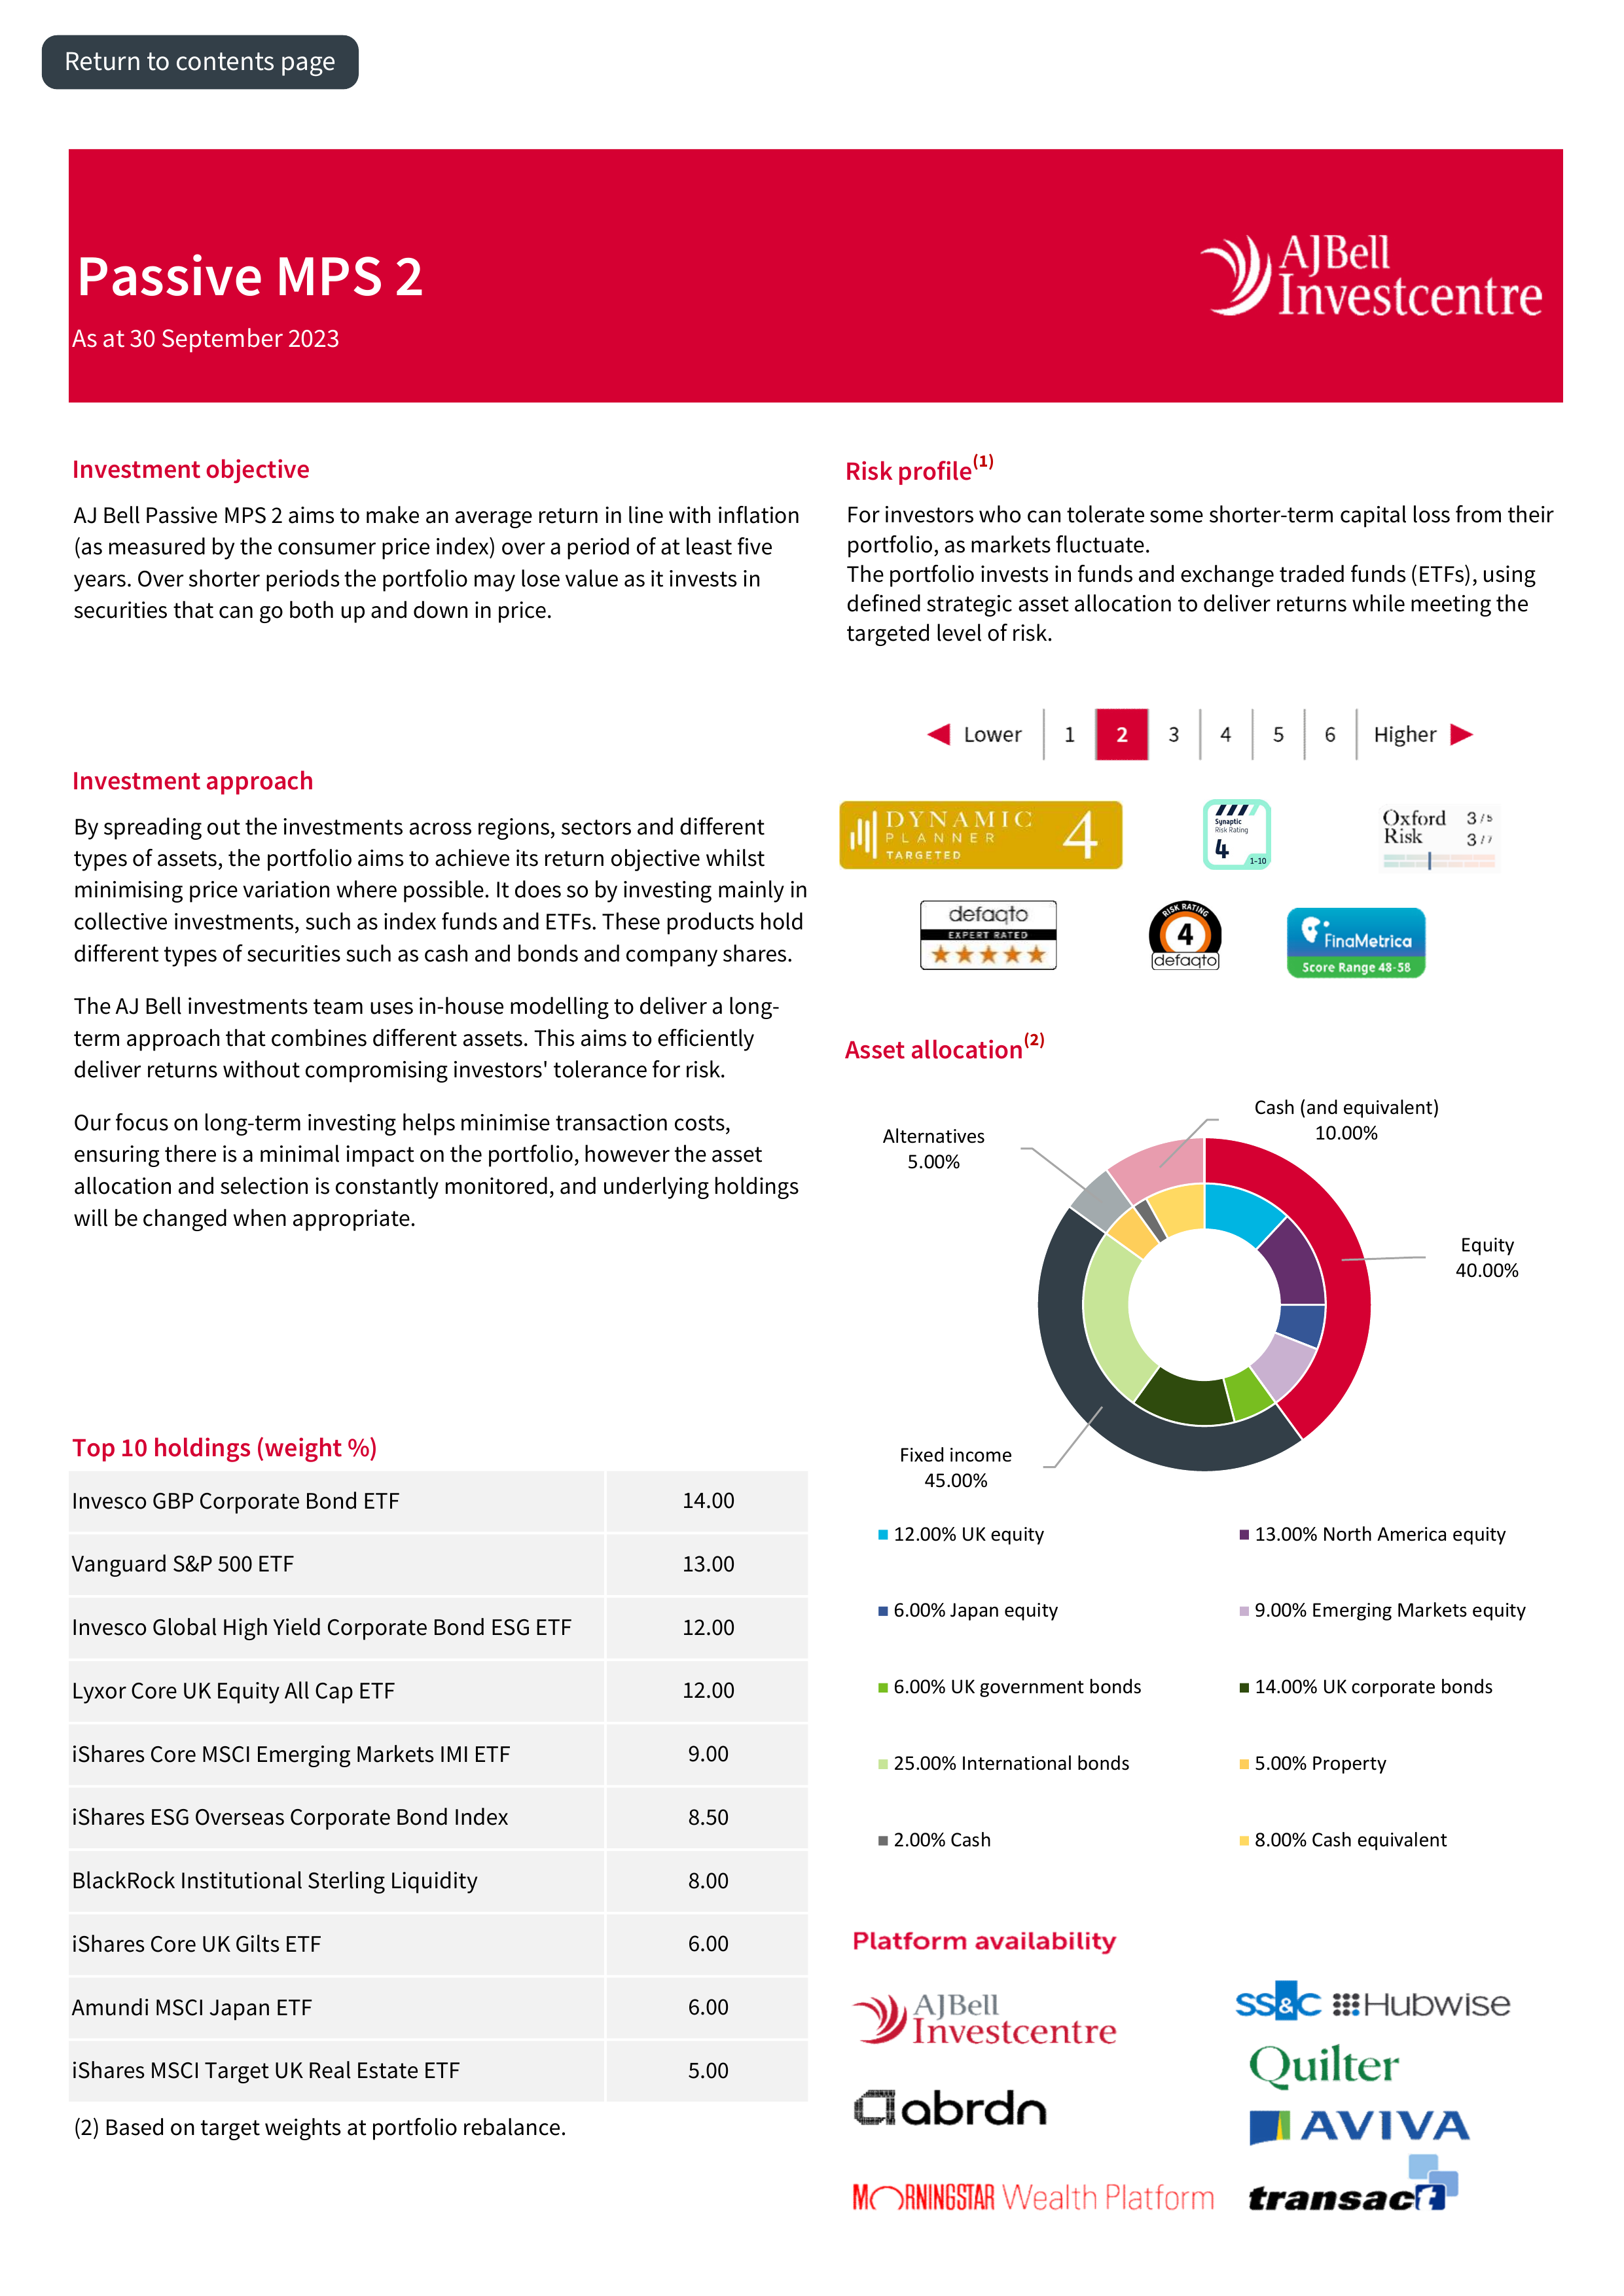 Return to contents page
Passive MPS 2
As at 30 September 2023
AJBell
Investcentre
Investment objective
AJ Bell Passive MPS 2 aims to make an average return in line with inflation
(as measured by the consumer price index) over a period of at least five
years. Over shorter periods the portfolio may lose value as it invests in
securities that can go both up and down in price.
Investment approach
By spreading out the investments across regions, sectors and different
types of assets, the portfolio aims to achieve its return objective whilst
minimising price variation where possible. It does so by investing mainly in
collective investments, such as index funds and ETFs. These products hold
different types of securities such as cash and bonds and company shares.
The AJ Bell investments team uses in-house modelling to deliver a long-
term approach that combines different assets. This aims to efficiently
deliver returns without compromising investors' tolerance for risk.
Our focus on long-term investing helps minimise transaction costs,
ensuring there is a minimal impact on the portfolio, however the asset
allocation and selection is constantly monitored, and underlying holdings
will be changed when appropriate.
Top 10 holdings (weight %)
Invesco GBP Corporate Bond ETF 14.00
Vanguard S&P 500 ETF 13.00
Invesco Global High Yield Corporate Bond ESG ETF 12.00
Lyxor Core UK Equity All Cap ETF 12.00
iShares Core MSCI Emerging Markets IMI ETF 9.00
iShares ESG Overseas Corporate Bond Index 8.50
BlackRock Institutional Sterling Liquidity 8.00
iShares Core UK Gilts ETF 6.00
Amundi MSCI Japan ETF 6.00
iShares MSCI Target UK Real Estate ETF 5.00
(2) Based on target weights at portfolio rebalance.
Risk profile(1)
For investors who can tolerate some shorter-term capital loss from their
portfolio, as markets fluctuate.
The portfolio invests in funds and exchange traded funds (ETFs), using
defined strategic asset allocation to deliver returns while meeting the
targeted level of risk.
Lower 1 2 3 4 5 6 Higher
DYNAMIC
PLANNER
TARGETED
4
Synaptic
Risk Rating
4
1-10
Oxford 3/5
Risk 3/7
defaqto
EXPERT RATED
RISK RATING
4
defaqto
FinaMetrica
Score Range 48-58
Asset allocation(2)
Cash (and equivalent)
10.00%
Alternatives
5.00%
Equity
40.00%
Fixed income
45.00%
12.00% UK equity
13.00% North America equity
6.00% Japan equity
9.00% Emerging Markets equity
6.00% UK government bonds
14.00% UK corporate bonds
25.00% International bonds
5.00% Property
2.00% Cash
8.00% Cash equivalent
Platform availability
AJBell
Investcentre
SS&C Hubwise
Quilter
abrdn
AVIVA
MORNINGSTAR Wealth Platform
transact